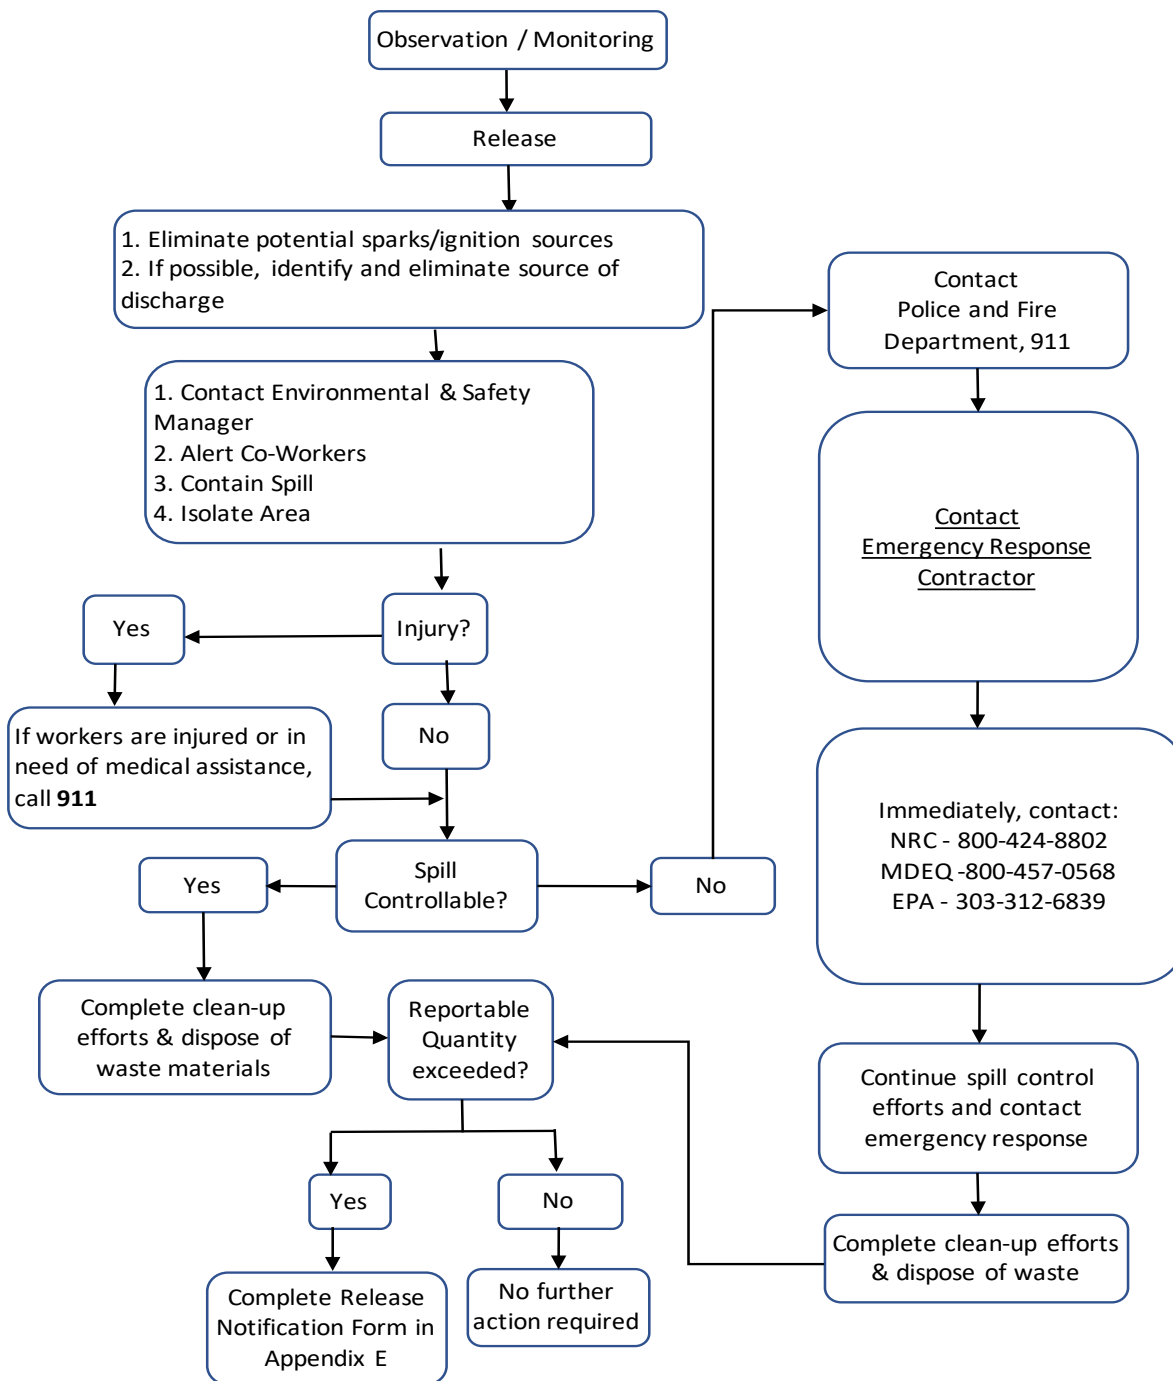 Observation / Monitoring
Release
1. Eliminate potential sparks/ignition sources
2. If possible, identify and eliminate source of
discharge
1. Contact Environmental & Safety
Manager
2. Alert Co-Workers
3. Contain Spill
4. Isolate Area
Injury?
Yes
If workers are injured or in
need of medical assistance,
call 911
No
Spill
Controllable?
Yes
No
Complete clean-up
efforts & dispose of
waste materials
Reportable
Quantity
exceeded?
Yes
No
Complete Release
Notification Form in
Appendix E
No further
action required
Contact
Police and Fire
Department, 911
Contact
Emergency Response
Contractor
Immediately, contact:
NRC - 800-424-8802
MDEQ -800-457-0568
EPA - 303-312-6839
Continue spill control
efforts and contact
emergency response
Complete clean-up efforts
& dispose of waste